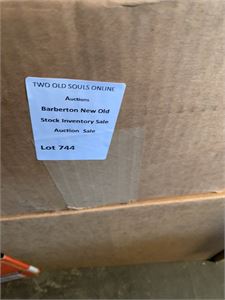 TWO OLD SOULS ONLINE
Auctions
Barberton New Old
Stock Inventory Sale
Auction Sale
Lot 744